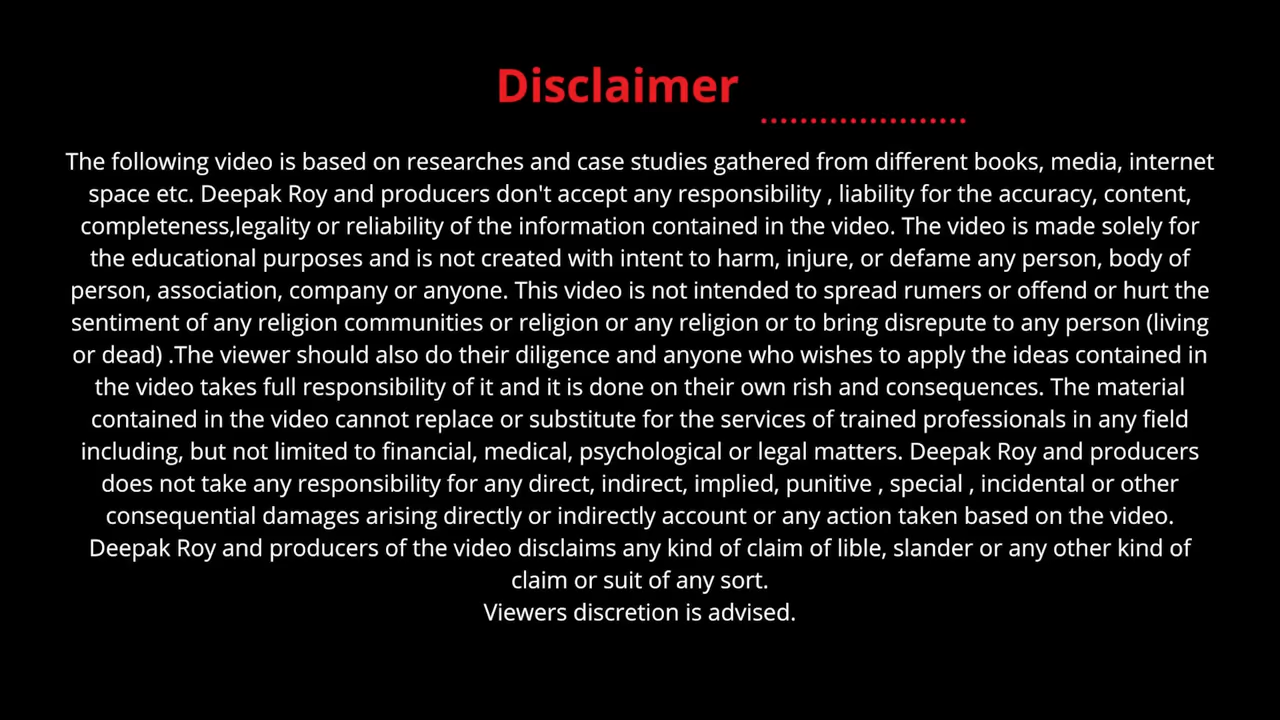 Disclaimer
The following video is based on researches and case studies gathered from different books, media, internet
space etc. Deepak Roy and producers don't accept any responsibility , liability for the accuracy, content,
completeness,legality or reliability of the information contained in the video. The video is made solely for
the educational purposes and is not created with intent to harm, injure, or defame any person, body of
person, association, company or anyone. This video is not intended to spread rumers or offend or hurt the
sentiment of any religion communities or religion or any religion or to bring disrepute to any person (living
or dead) .The viewer should also do their diligence and anyone who wishes to apply the ideas contained in
the video takes full responsibility of it and it is done on their own rish and consequences. The material
contained in the video cannot replace or substitute for the services of trained professionals in any field
including, but not limited to financial, medical, psychological or legal matters. Deepak Roy and producers
does not take any responsibility for any direct, indirect, implied, punitive , special , incidental or other
consequential damages arising directly or indirectly account or any action taken based on the video.
Deepak Roy and producers of the video disclaims any kind of claim of lible, slander or any other kind of
claim or suit of any sort.
Viewers discretion is advised.